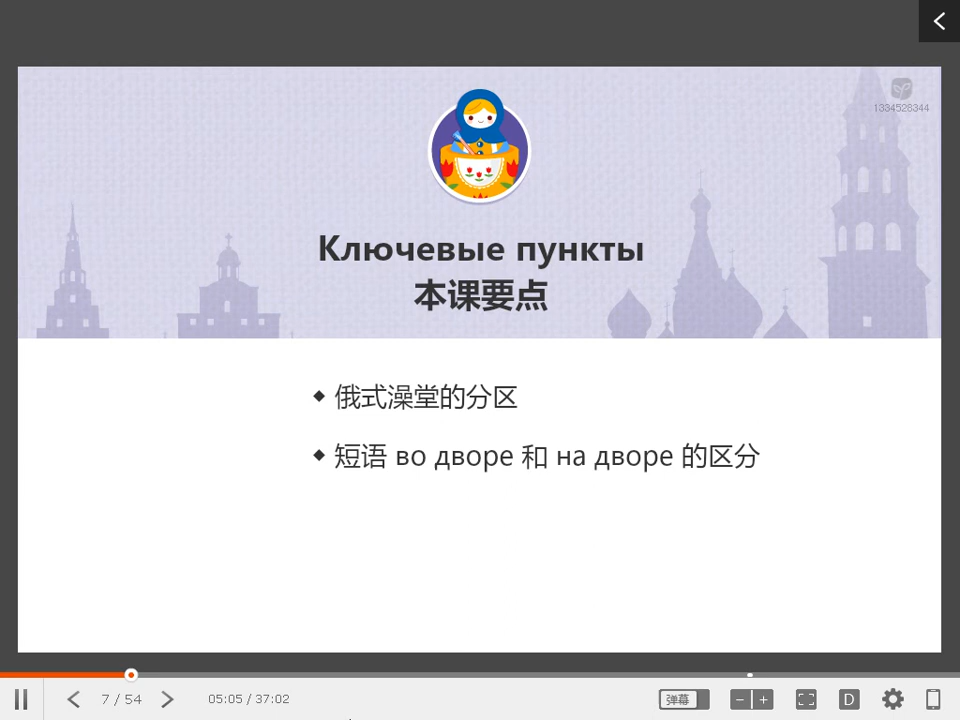 1334528344
Ключевые пункты
本课要点
◆ 俄式澡堂的分区
◆ 短语 во дворе 和 на дворе 的区分
7 / 54
05:05 / 37:02
弹幕
D